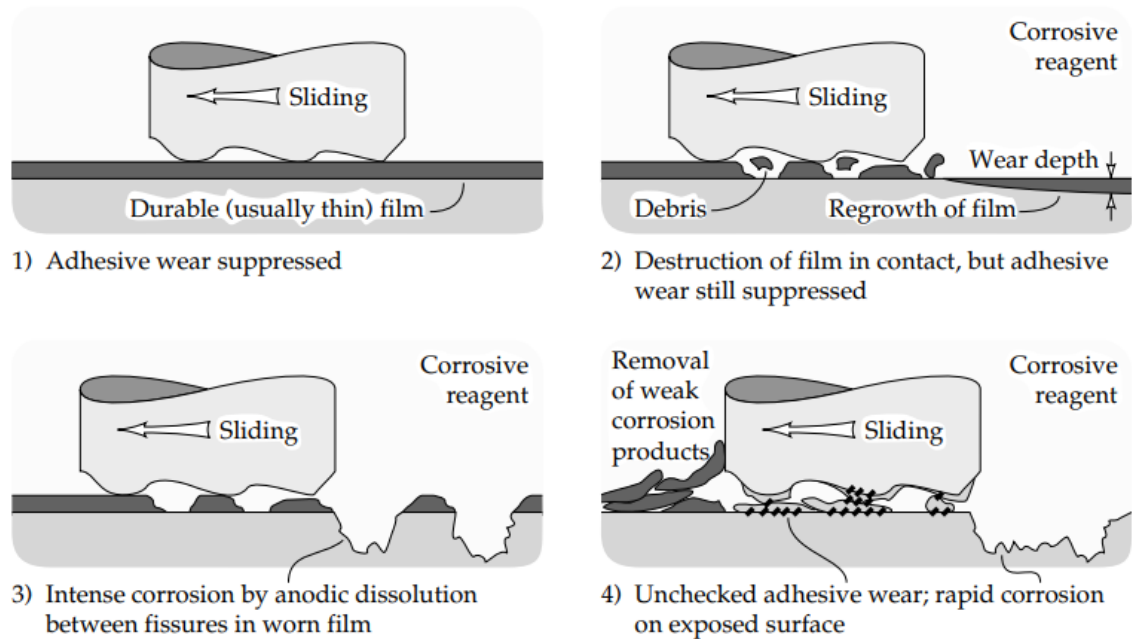 Sliding
Durable (usually thin) film
1) Adhesive wear suppressed
Corrosive
reagent
Sliding
Wear depth
Debris
Regrowth of film
2) Destruction of film in contact, but adhesive
wear still suppressed
Corrosive
reagent
Sliding
3) Intense corrosion by anodic dissolution
between fissures in worn film
Removal
of weak
corrosion
products
Corrosive
reagent
Sliding
4) Unchecked adhesive wear; rapid corrosion
on exposed surface